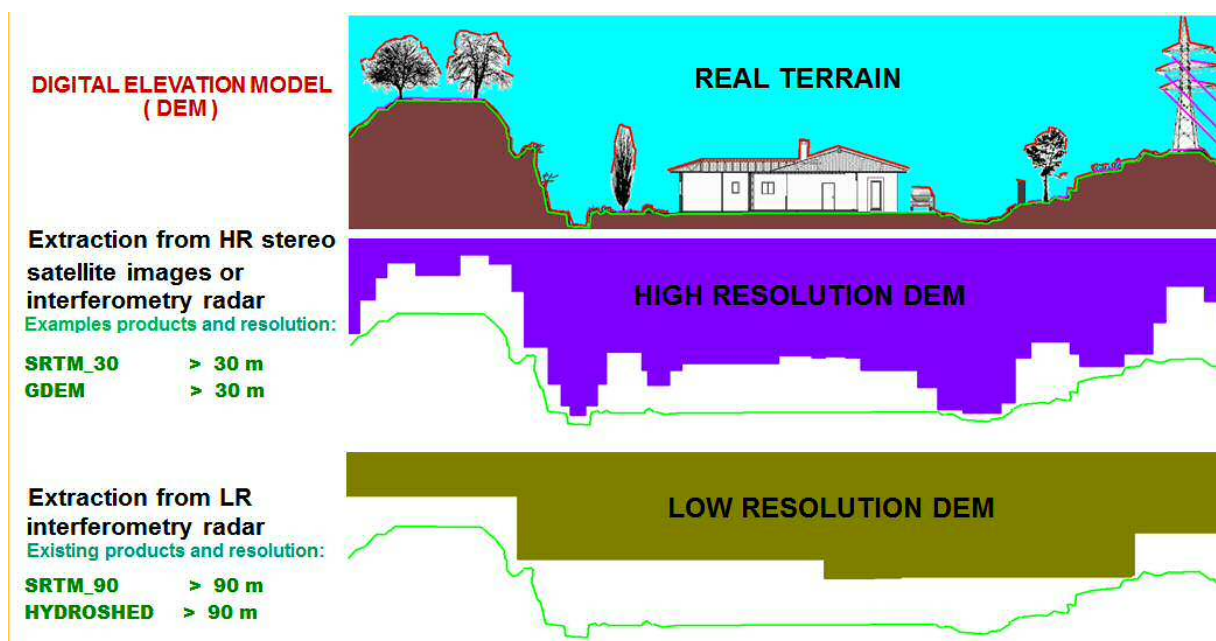 DIGITAL ELEVATION MODEL
( DEM )
REAL TERRAIN
Extraction from HR stereo
satellite images or
interferometry radar
Examples products and resolution:
SRTM_30 > 30 m
GDEM > 30 m
HIGH RESOLUTION DEM
Extraction from LR
interferometry radar
Existing products and resolution:
SRTM_90 > 90 m
HYDROSHED > 90 m
LOW RESOLUTION DEM